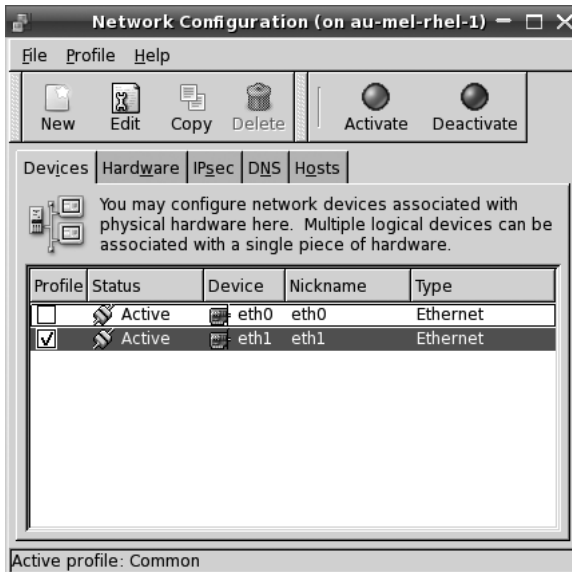 Network Configuration (on au-mel-rhel-1)
File Profile Help
New Edit Copy Delete Activate Deactivate
Devices Hardware IPsec DNS Hosts
You may configure network devices associated with
physical hardware here. Multiple logical devices can be
associated with a single piece of hardware.
Profile Status Device Nickname Type
Active eth0 eth0 Ethernet
Active eth1 eth1 Ethernet
Active profile: Common